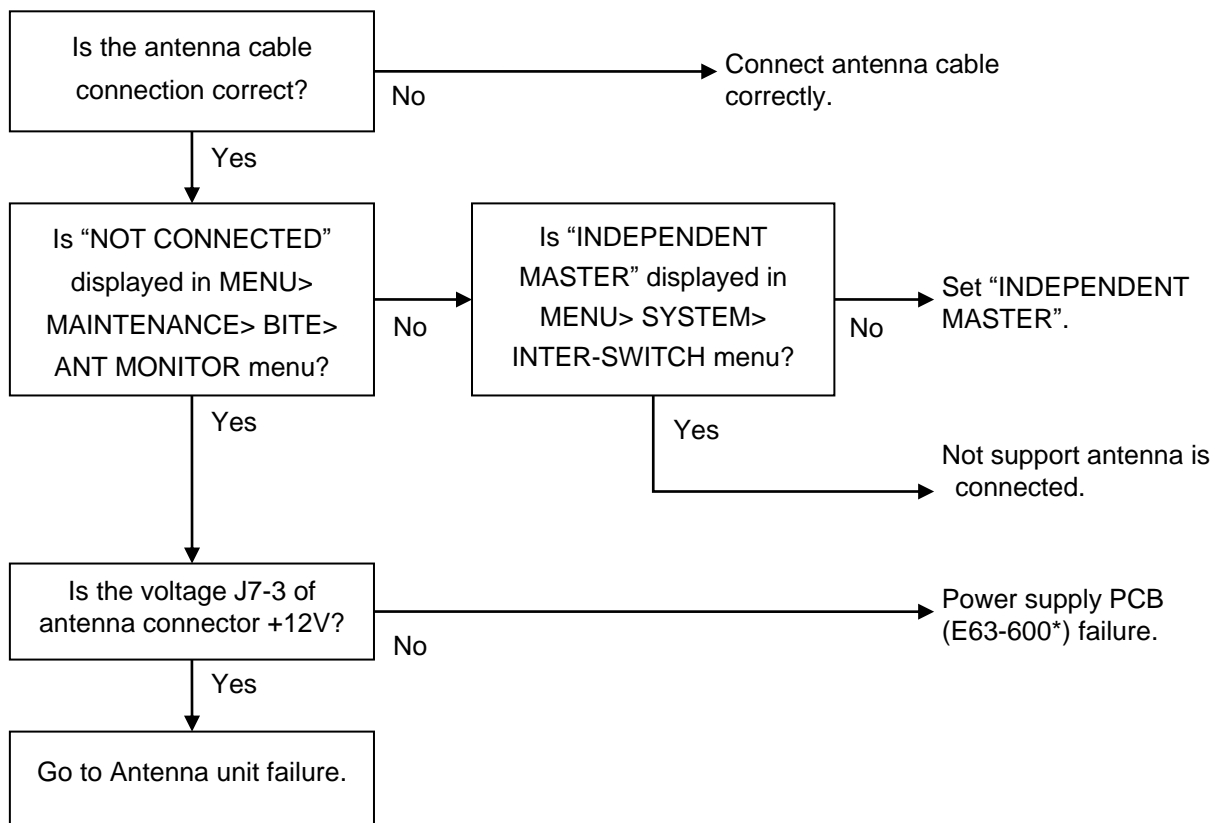 Is the antenna cable
connection correct?
No
Connect antenna cable
correctly.
Yes
Is “NOT CONNECTED”
displayed in MENU>
MAINTENANCE> BITE>
ANT MONITOR menu?
No
Is “INDEPENDENT
MASTER” displayed in
MENU> SYSTEM>
INTER-SWITCH menu?
No
Set “INDEPENDENT
MASTER”.
Yes
Yes
Not support antenna is
connected.
Is the voltage J7-3 of
antenna connector +12V?
No
Power supply PCB
(E63-600*) failure.
Yes
Go to Antenna unit failure.